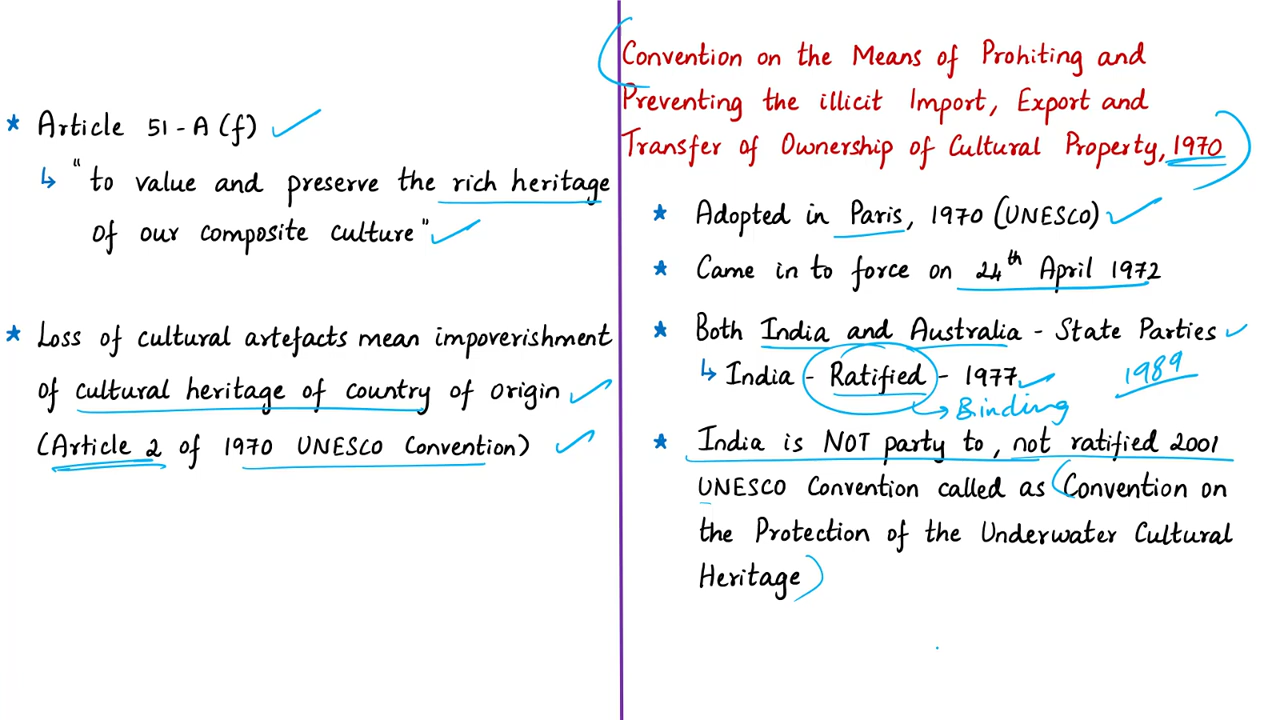 * Article 51-A (f)
↳ "to value and preserve the rich heritage
of our composite culture"
* Loss of cultural artefacts mean impoverishment
of cultural heritage of country of origin
(Article 2 of 1970 UNESCO Convention)
Convention on the Means of Prohiting and
Preventing the illicit Import, Export and
Transfer of Ownership of Cultural Property, 1970
* Adopted in Paris, 1970 (UNESCO)
* Came in to force on 24th April 1972
* Both India and Australia - State Parties
↳ India - Ratified - 1977
1989
→ Binding
* India is NOT party to, not ratified 2001
UNESCO Convention called as (Convention on
the Protection of the Underwater Cultural
Heritage)